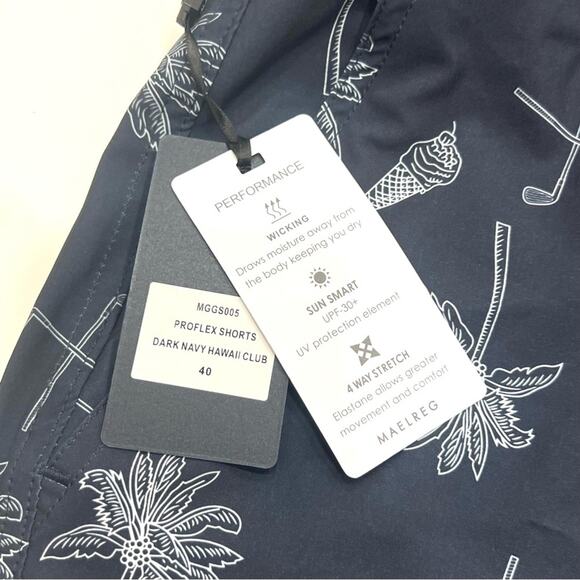 MGGS005
PROFLEX SHORTS
DARK NAVY HAWAII CLUB
40
PERFORMANCE
WICKING
Draws moisture away from
the body keeping you dry
SUN SMART
UPF-30+
UV protection element
4 WAY STRETCH
Elastane allows greater
movement and comfort
MAELREG